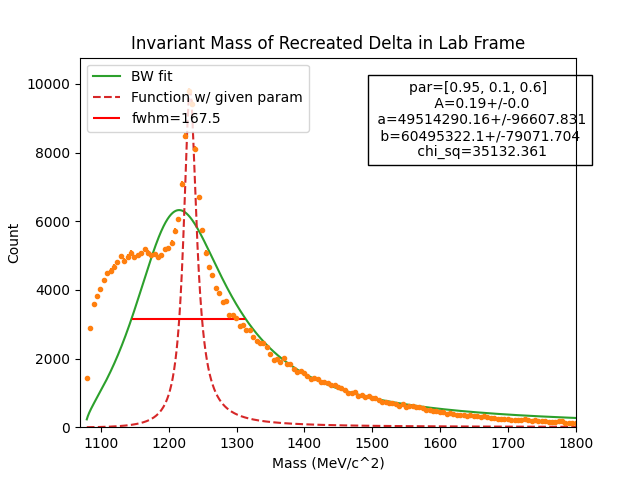 Invariant Mass of Recreated Delta in Lab Frame
BW fit
Function w/ given param
fwhm=167.5
par=[0.95, 0.1, 0.6]
A=0.19+/-0.0
a=49514290.16+/-96607.831
b=60495322.1+/-79071.704
chi_sq=35132.361
Count
10000
8000
6000
4000
2000
0
1100 1200 1300 1400 1500 1600 1700 1800
Mass (MeV/c^2)